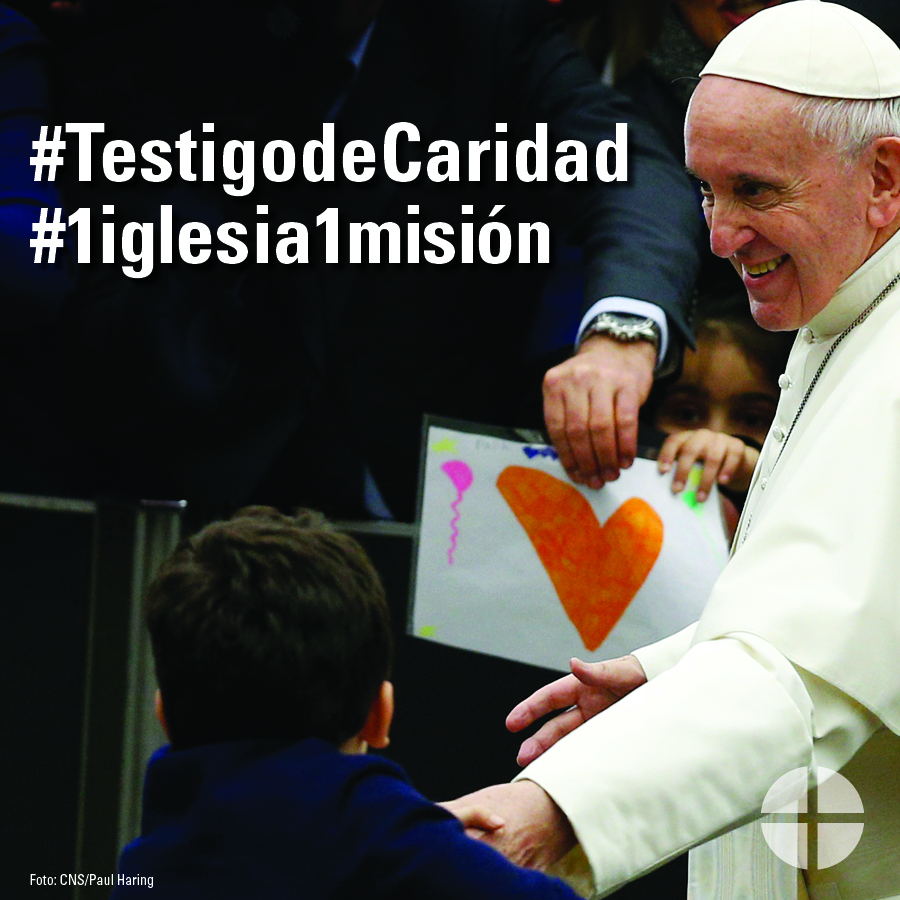 #TestigodeCaridad
#1iglesia1misión
Foto: CNS/Paul Haring